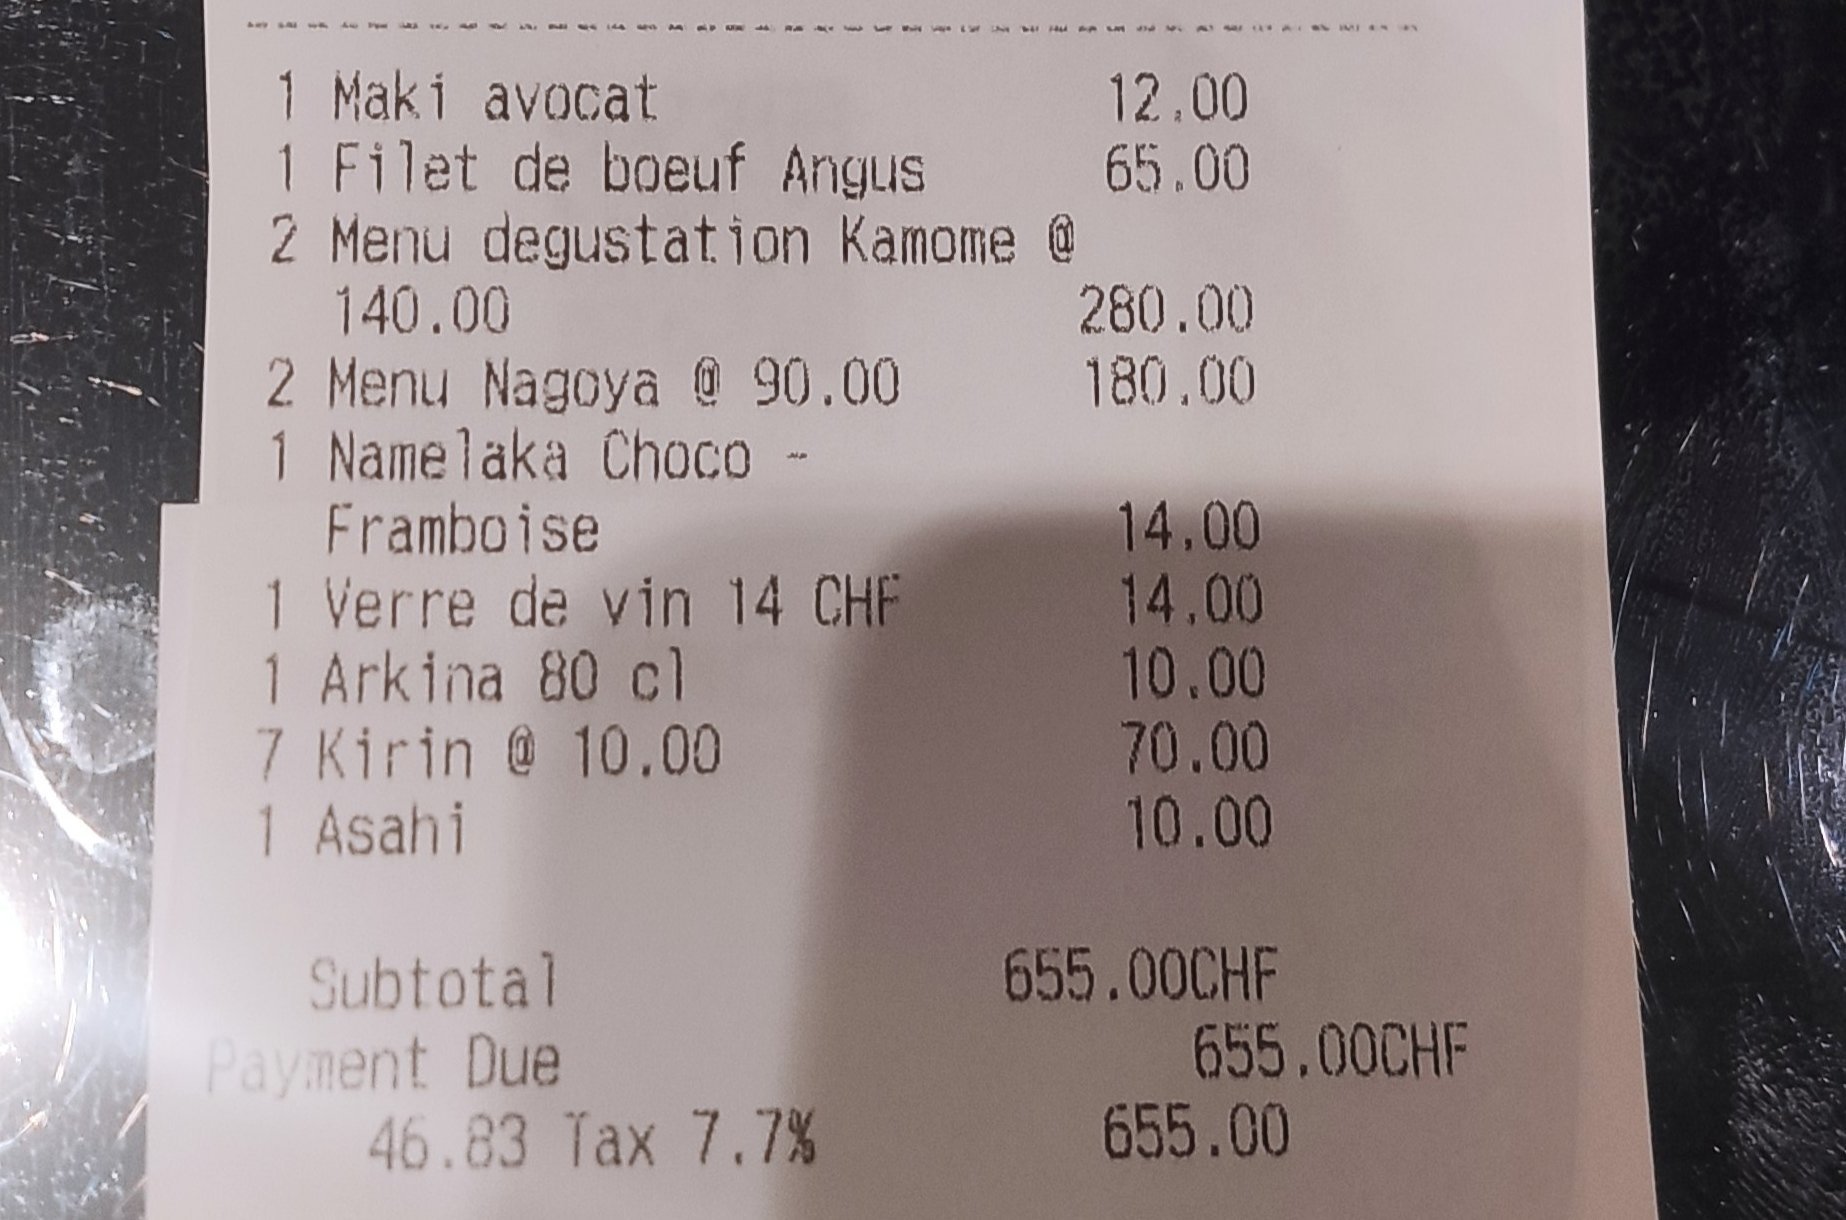 1 Maki avocat 12.00
1 Filet de boeuf Angus 65.00
2 Menu degustation Kamome @
140.00 280.00
2 Menu Nagoya @ 90.00 180.00
1 Namelaka Choco -
Framboise 14.00
1 Verre de vin 14 CHF 14.00
1 Arkina 80 cl 10.00
7 Kirin @ 10.00 70.00
1 Asahi 10.00
Subtotal 655.00CHF
Payment Due 655.00CHF
46.83 Tax 7.7% 655.00